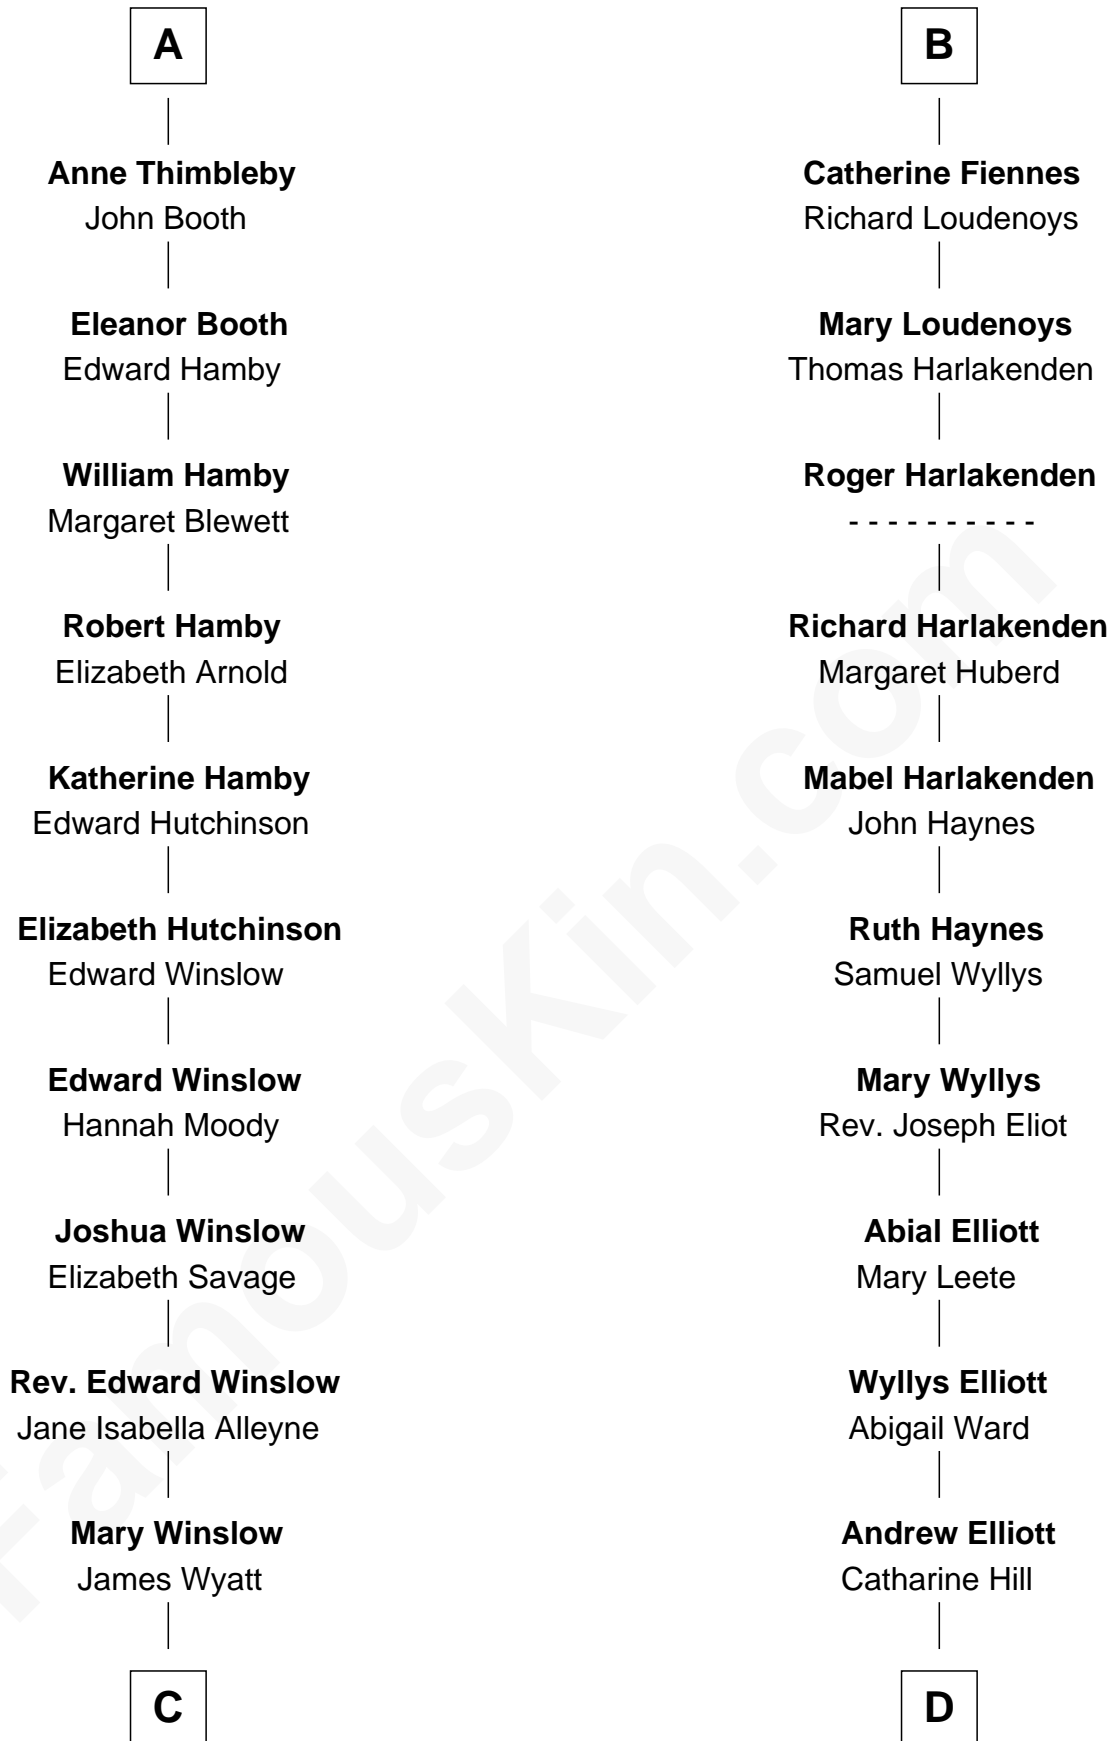 A
Anne Thimbleby
John Booth
Eleanor Booth
Edward Hamby
William Hamby
Margaret Blewett
Robert Hamby
Elizabeth Arnold
Katherine Hamby
Edward Hutchinson
Elizabeth Hutchinson
Edward Winslow
Edward Winslow
Hannah Moody
Joshua Winslow
Elizabeth Savage
Rev. Edward Winslow
Jane Isabella Alleyne
Mary Winslow
James Wyatt
C
B
Catherine Fiennes
Richard Loudenoys
Mary Loudenoys
Thomas Harlakenden
Roger Harlakenden
- - - - - - - - - -
Richard Harlakenden
Margaret Huberd
Mabel Harlakenden
John Haynes
Ruth Haynes
Samuel Wyllys
Mary Wyllys
Rev. Joseph Eliot
Abial Elliott
Mary Leete
Wyllys Elliott
Abigail Ward
Andrew Elliott
Catharine Hill
D
FamousKin.com